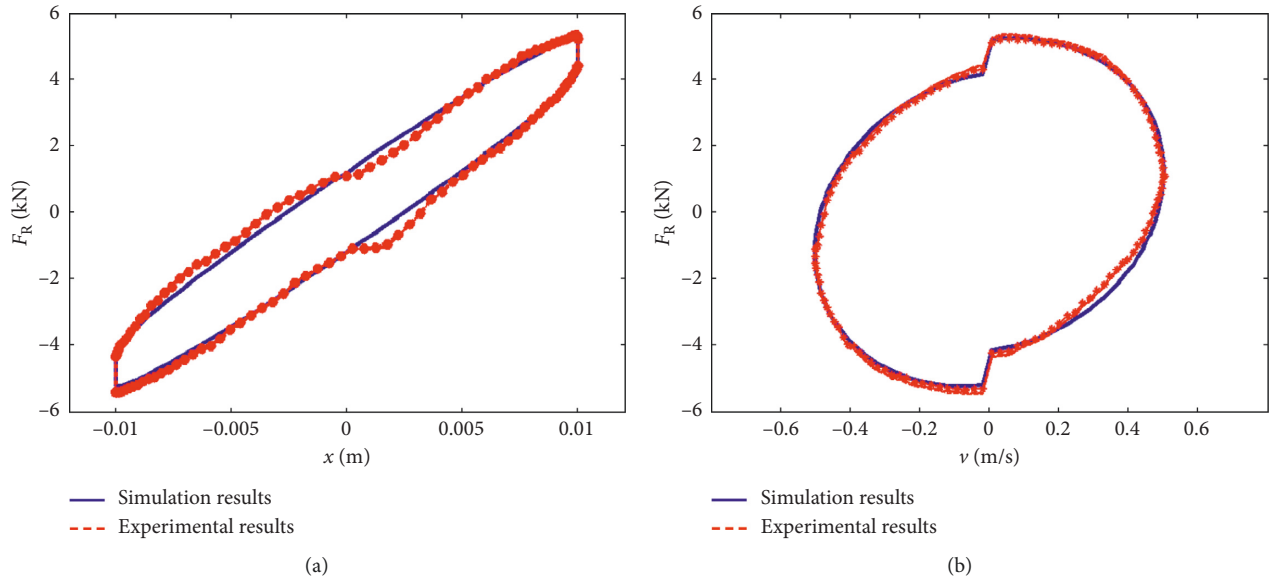 6
4
2
0
−2
−4
−6
F_R (kN)
−0.01 −0.005 0 0.005 0.01
x (m)
Simulation results
Experimental results
(a)
6
4
2
0
−2
−4
−6
F_R (kN)
−0.6 −0.4 −0.2 0 0.2 0.4 0.6
v (m/s)
Simulation results
Experimental results
(b)